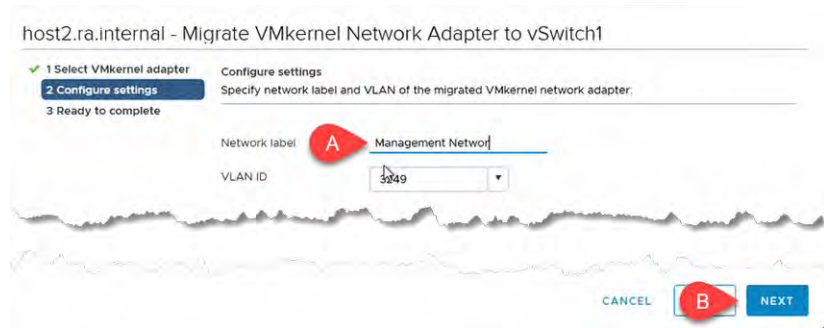 host2.ra.internal - Migrate VMkernel Network Adapter to vSwitch1
1 Select VMkernel adapter
2 Configure settings
3 Ready to complete
Configure settings
Specify network label and VLAN of the migrated VMkernel network adapter.
Network label A Management Networ
VLAN ID 3249
CANCEL B NEXT